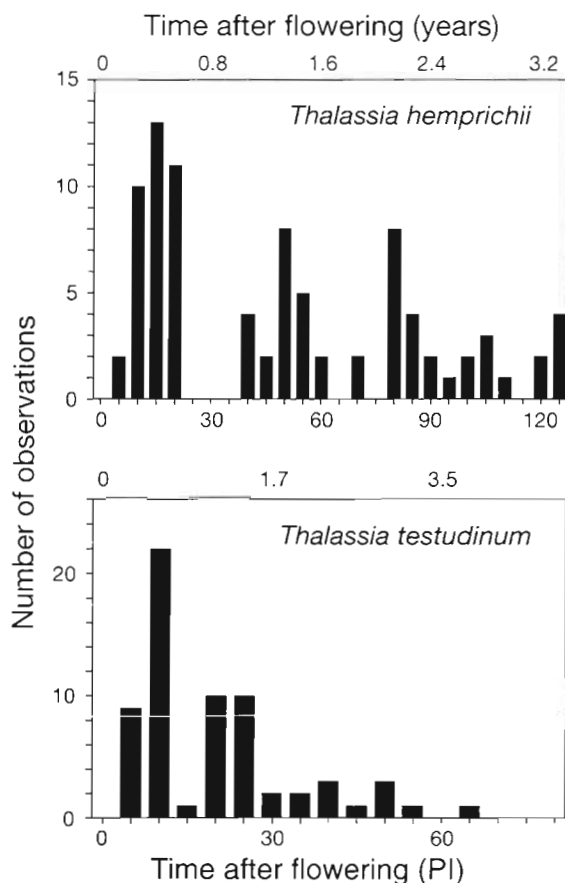 Time after flowering (years)
0 0.8 1.6 2.4 3.2
15
Thalassia hemprichii
10
5
0
0 30 60 90 120
Number of observations
0 1.7 3.5
Thalassia testudinum
20
10
0
0 30 60
Time after flowering (PI)